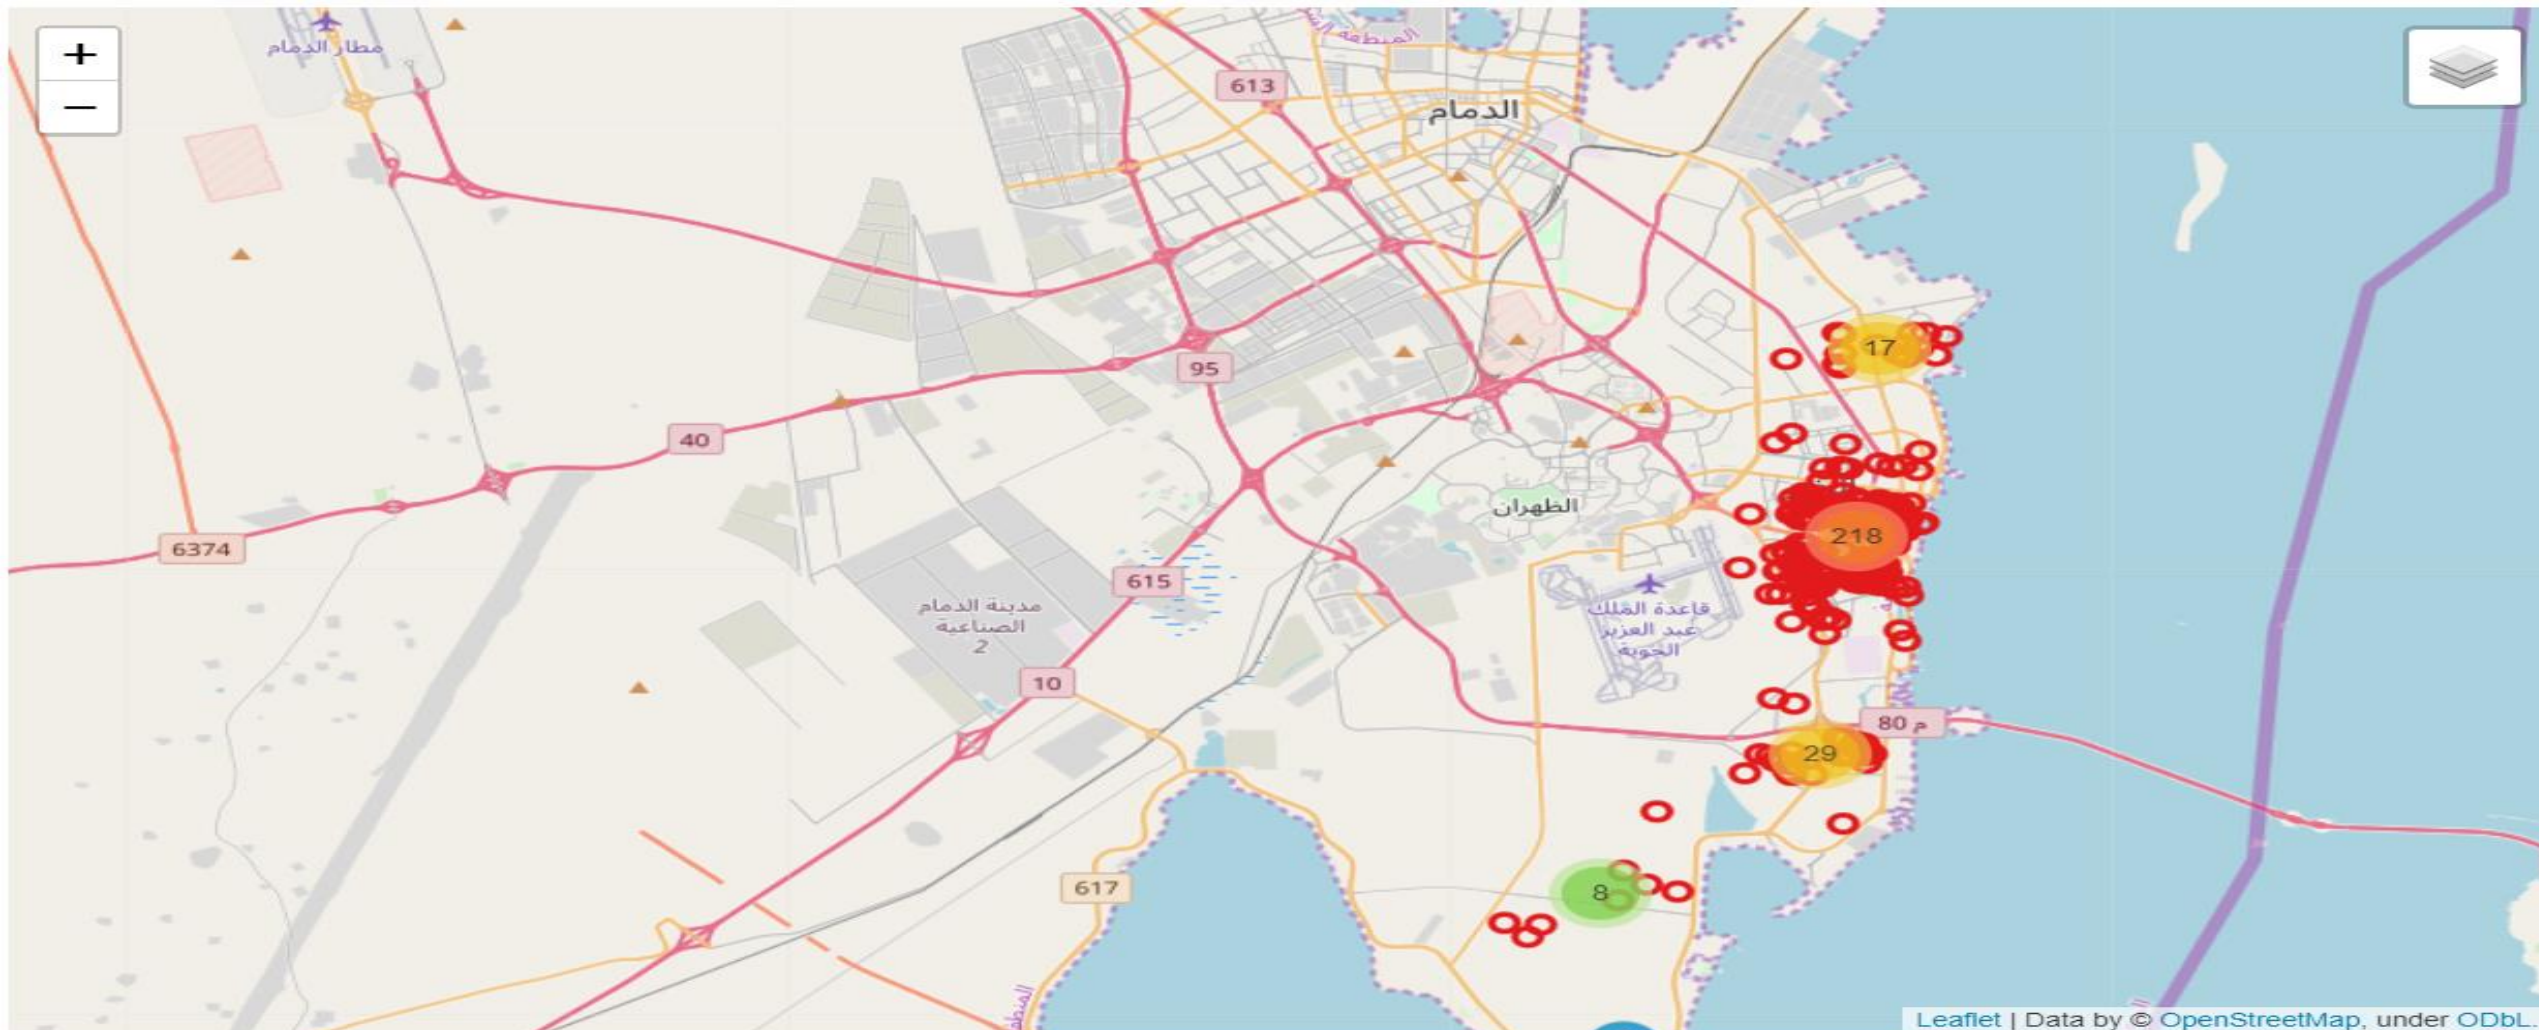 +
−
مطار الدمام
613
الدمام
17
95
40
الظهران
218
6374
615
مدينة الدمام
الصناعية
2
قاعدة الملك
عبد العزيز
الجوية
10
م 80
29
617
8
Leaflet | Data by © OpenStreetMap, under ODbL.